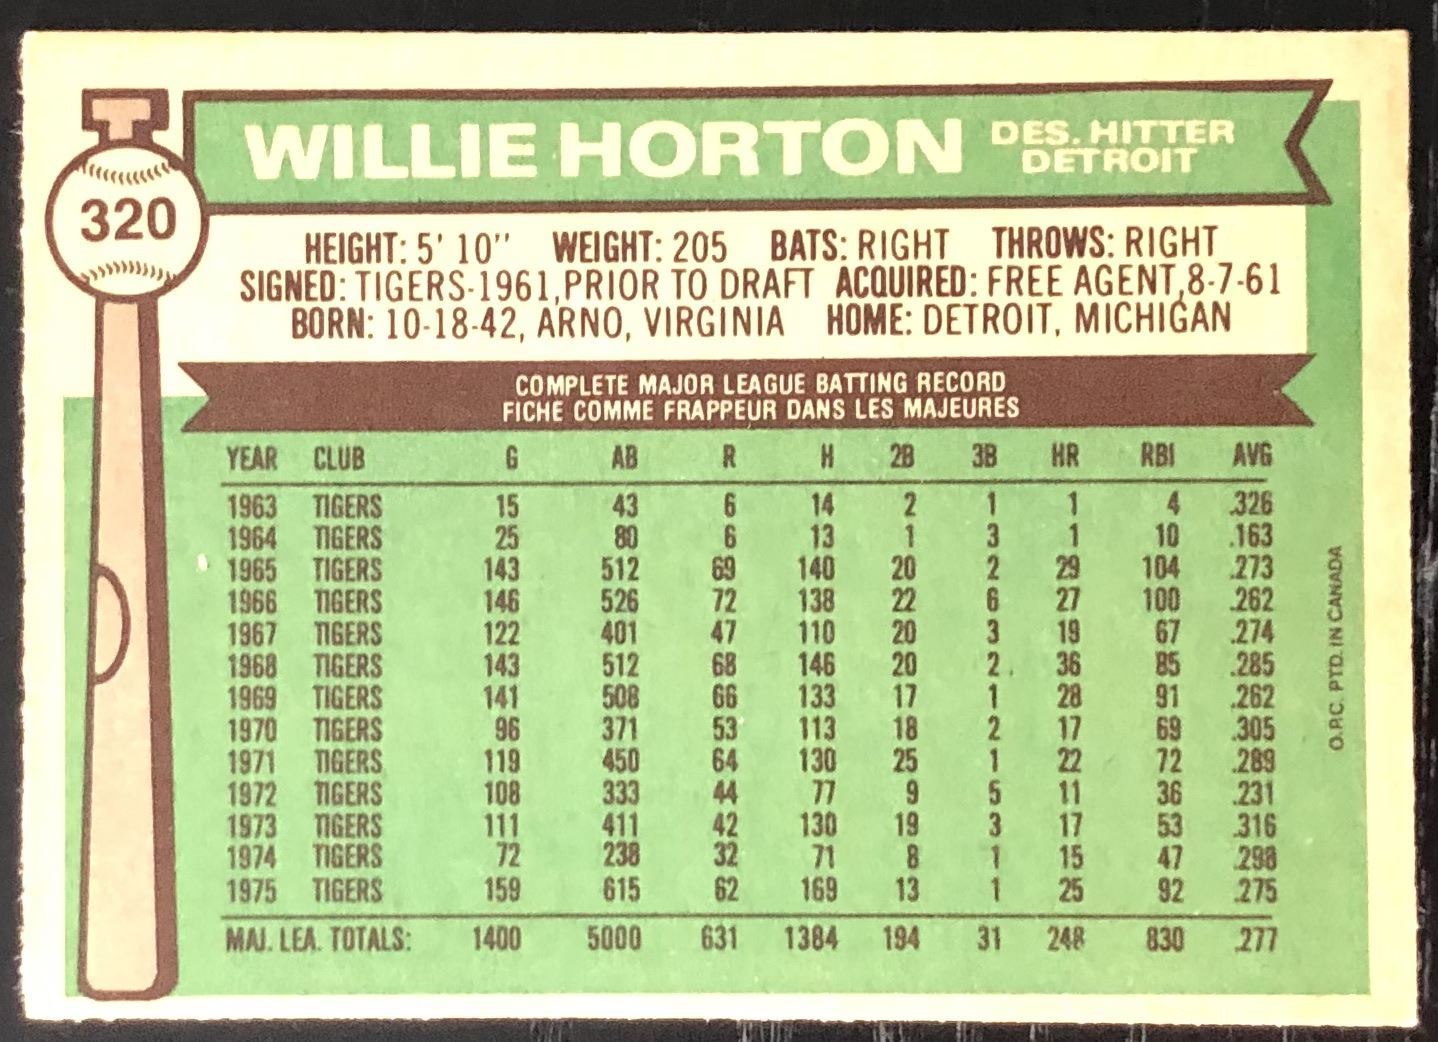 320
WILLIE HORTON DES. HITTER
DETROIT
HEIGHT: 5' 10" WEIGHT: 205 BATS: RIGHT THROWS: RIGHT
SIGNED: TIGERS-1961, PRIOR TO DRAFT ACQUIRED: FREE AGENT, 8-7-61
BORN: 10-18-42, ARNO, VIRGINIA HOME: DETROIT, MICHIGAN
COMPLETE MAJOR LEAGUE BATTING RECORD
FICHE COMME FRAPPEUR DANS LES MAJEURES
YEAR CLUB G AB R H 2B 3B HR RBI AVG
1963 TIGERS 15 43 6 14 2 1 1 4 .326
1964 TIGERS 25 80 6 13 1 3 1 10 .163
1965 TIGERS 143 512 69 140 20 2 29 104 .273
1966 TIGERS 146 526 72 138 22 6 27 100 .262
1967 TIGERS 122 401 47 110 20 3 19 67 .274
1968 TIGERS 143 512 68 146 20 2 36 85 .285
1969 TIGERS 141 508 66 133 17 1 28 91 .262
1970 TIGERS 96 371 53 113 18 2 17 69 .305
1971 TIGERS 119 450 64 130 25 1 22 72 .289
1972 TIGERS 108 333 44 77 9 5 11 36 .231
1973 TIGERS 111 411 42 130 19 3 17 53 .316
1974 TIGERS 72 238 32 71 8 1 15 47 .298
1975 TIGERS 159 615 62 169 13 1 25 92 .275
MAJ. LEA. TOTALS: 1400 5000 631 1384 194 31 248 830 .277
O.P.C. PTD. IN CANADA